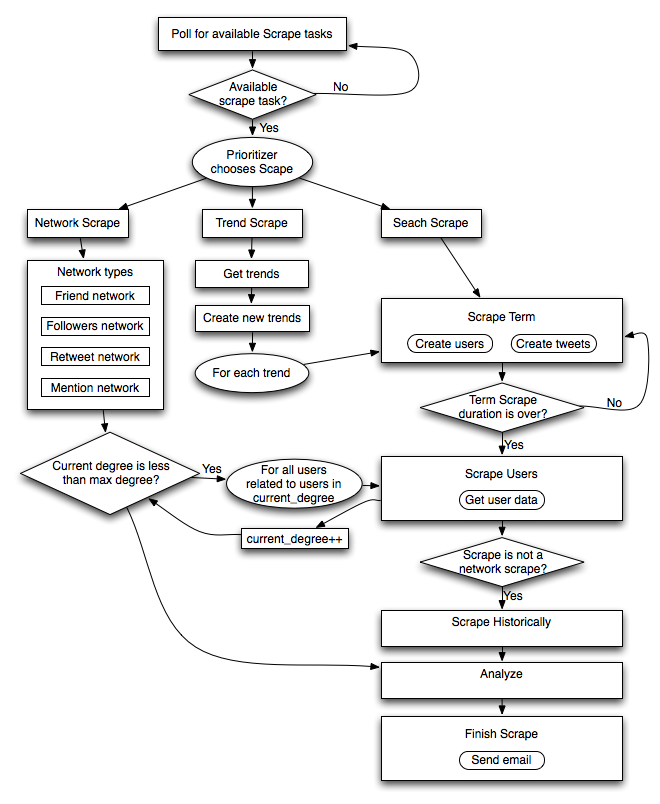 Poll for available Scrape tasks
Available
scrape task?
No
Yes
Prioritizer
chooses Scape
Network Scrape
Trend Scrape
Seach Scrape
Network types
Friend network
Followers network
Retweet network
Mention network
Get trends
Create new trends
For each trend
Scrape Term
Create users
Create tweets
Term Scrape
duration is over?
No
Yes
Current degree is less
than max degree?
Yes
For all users
related to users in
current_degree
Scrape Users
Get user data
current_degree++
Scrape is not a
network scrape?
Yes
Scrape Historically
Analyze
Finish Scrape
Send email